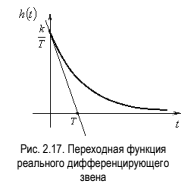 h(t)
k
T
T
t
Рис. 2.17. Переходная функция
реального дифференцирующего
звена